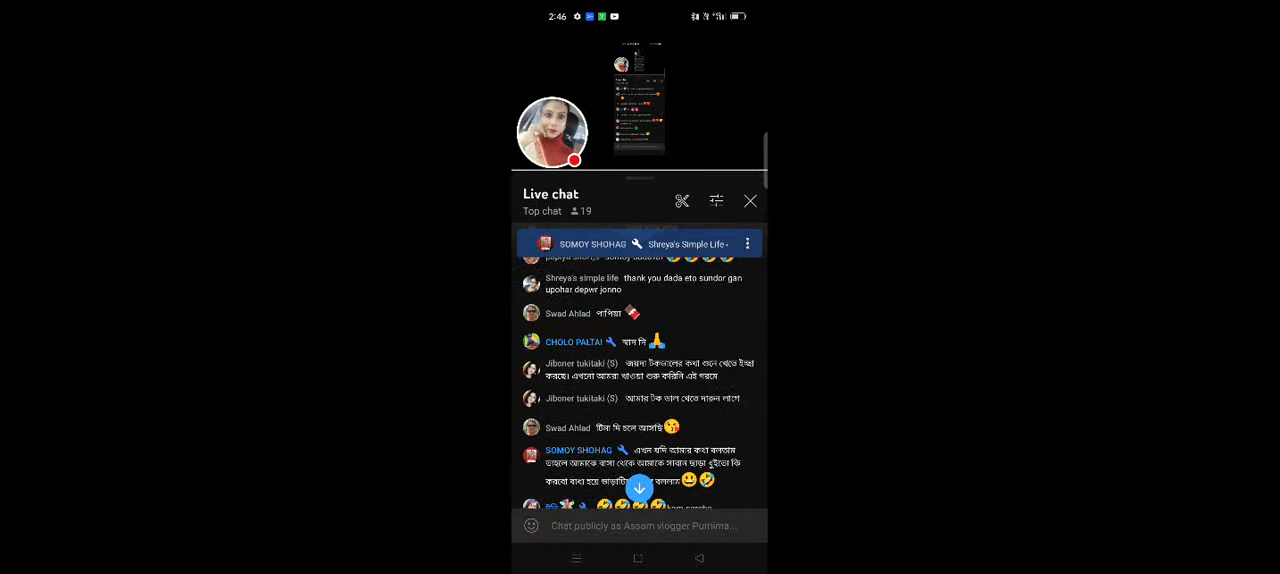 2:46
Live chat
Top chat 19
SOMOY SHOHAG Shreya's Simple Life
Shreya's simple life thank you dada eto sundor gan
upohar depwr jonno
Swad Ahlad পাপিয়া
CHOLO PALTAI স্বাদ দি
Jiboner tukitaki (S) জয়দা টকডালের কথা শুনে খেতে ইচ্ছা
করছে। এখনো আমরা খাওয়া শুরু করিনি এই গরমে
Jiboner tukitaki (S) আমার টক ডাল খেতে দারুন লাগে
Swad Ahlad টিনা দি চলে আসছি
SOMOY SHOHAG এখন যদি আমার কথা বলতাম
তাহলে আমাকে বাসা থেকে আমাকে সাবান ছাড়া ধুইতো কি
করবো বাধ্য হয়ে বললাম
Chat publicly as Assam vlogger Purnima...